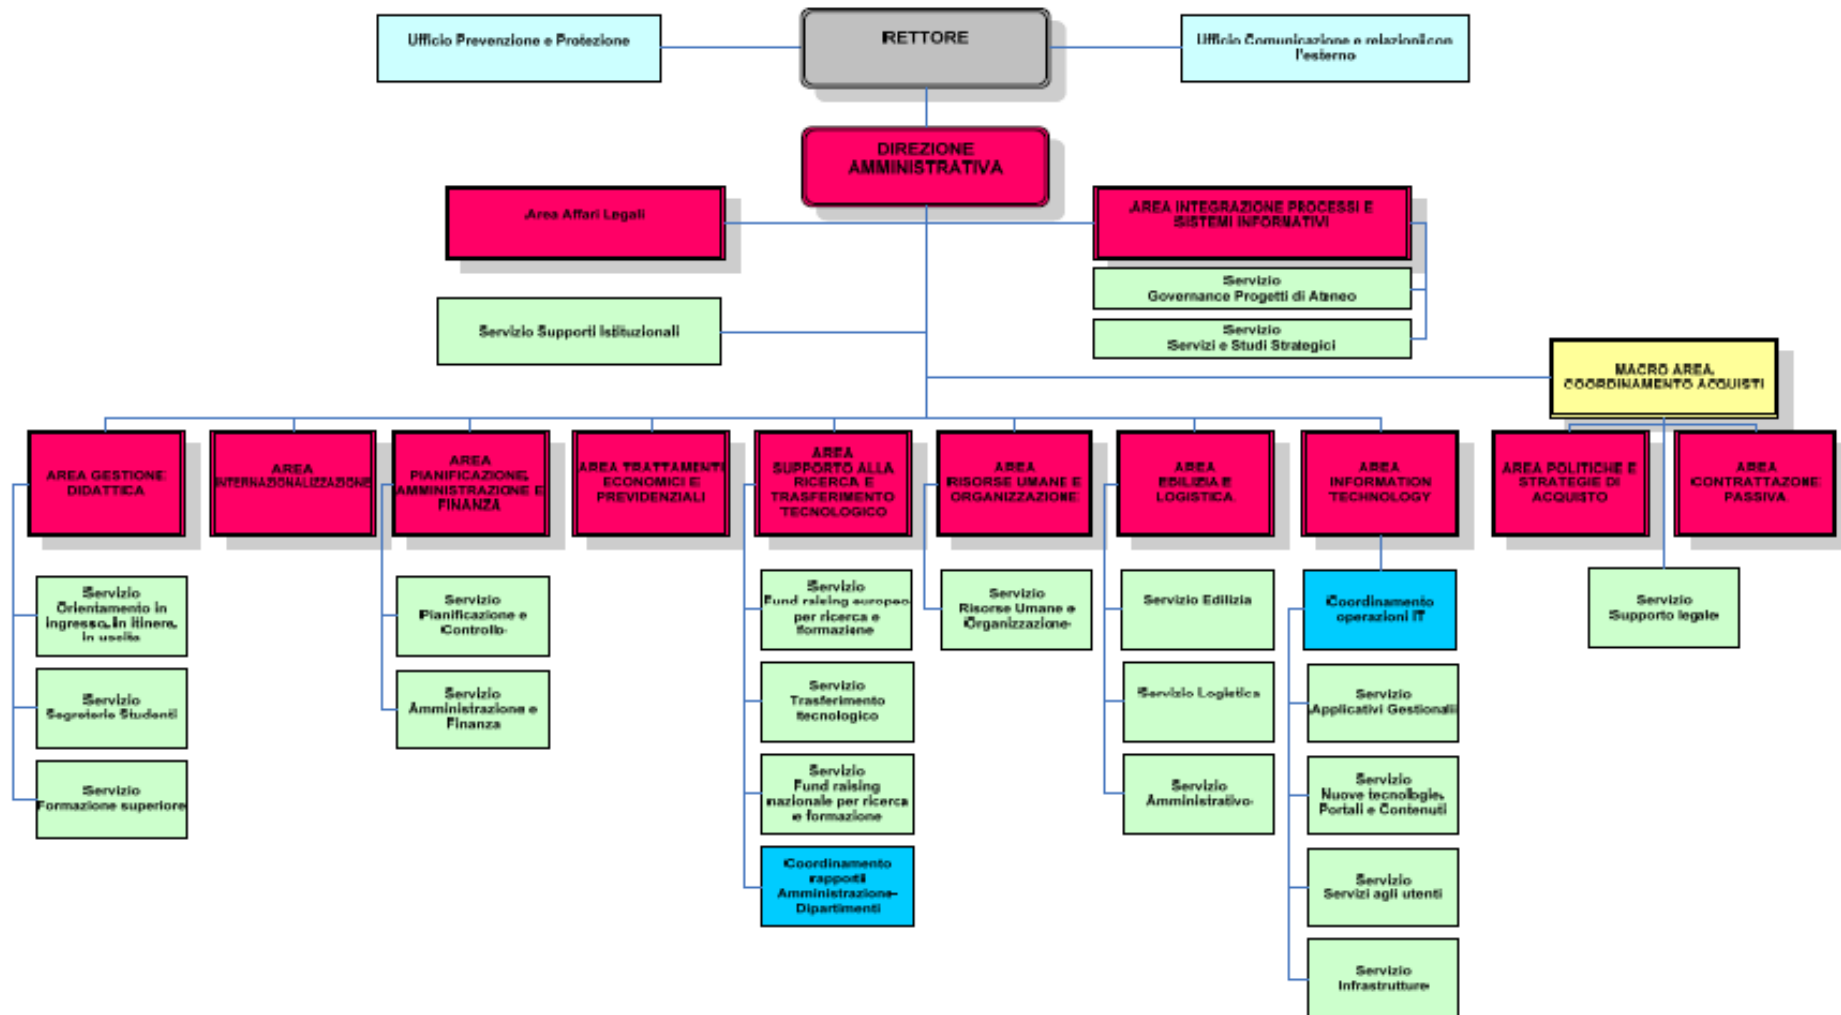 Ufficio Prevenzione e Protezione
RETTORE
Ufficio Comunicazione e relazioni con
l'esterno
DIREZIONE
AMMINISTRATIVA
Area Affari Legali
AREA INTEGRAZIONE PROCESSI E
SISTEMI INFORMATIVI
Servizio
Governance Progetti di Ateneo
Servizio Supporti Istituzionali
Servizio
Servizi e Studi Strategici
MACRO AREA
COORDINAMENTO ACQUISTI
AREA GESTIONE
DIDATTICA
AREA
INTERNAZIONALIZZAZIONE
AREA
PIANIFICAZIONE,
AMMINISTRAZIONE E
FINANZA
AREA TRATTAMENTI
ECONOMICI E
PREVIDENZIALI
AREA
SUPPORTO ALLA
RICERCA E
TRASFERIMENTO
TECNOLOGICO
AREA
RISORSE UMANE E
ORGANIZZAZIONE
AREA
EDILIZIA E
LOGISTICA
AREA
INFORMATION
TECHNOLOGY
AREA POLITICHE E
STRATEGIE DI
ACQUISTO
AREA
CONTRATTAZIONE
PASSIVA
Servizio
Orientamento in
ingresso, in itinere,
in uscita
Servizio
Pianificazione e
Controllo
Servizio
Fund raising europeo
per ricerca e
formazione
Servizio
Risorse Umane e
Organizzazione
Servizio Edilizia
Coordinamento
operazioni IT
Servizio
Supporto legale
Servizio
Segreterie Studenti
Servizio
Amministrazione e
Finanza
Servizio
Trasferimento
tecnologico
Servizio Logistica
Servizio
Applicativi Gestionali
Servizio
Formazione superiore
Servizio
Fund raising
nazionale per ricerca
e formazione
Servizio
Amministrativo
Servizio
Nuove tecnologie,
Portali e Contenuti
Coordinamento
rapporti
Amministrazione-
Dipartimenti
Servizio
Servizi agli utenti
Servizio
Infrastrutture